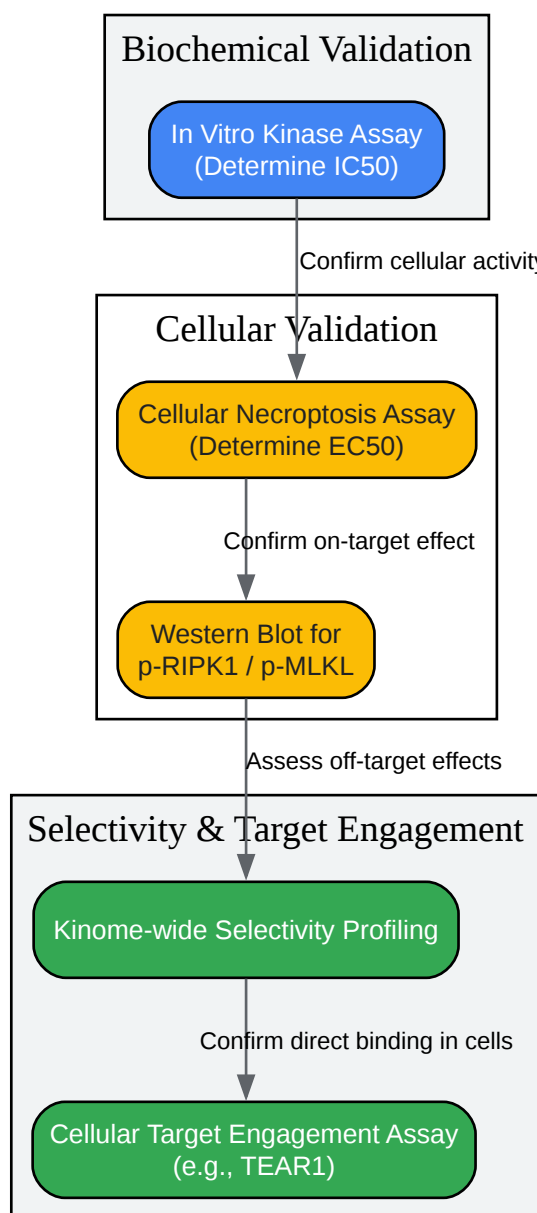 Biochemical Validation
In Vitro Kinase Assay
(Determine IC50)
Confirm cellular activity
Cellular Validation
Cellular Necroptosis Assay
(Determine EC50)
Confirm on-target effect
Western Blot for
p-RIPK1 / p-MLKL
Assess off-target effects
Selectivity & Target Engagement
Kinome-wide Selectivity Profiling
Confirm direct binding in cells
Cellular Target Engagement Assay
(e.g., TEAR1)